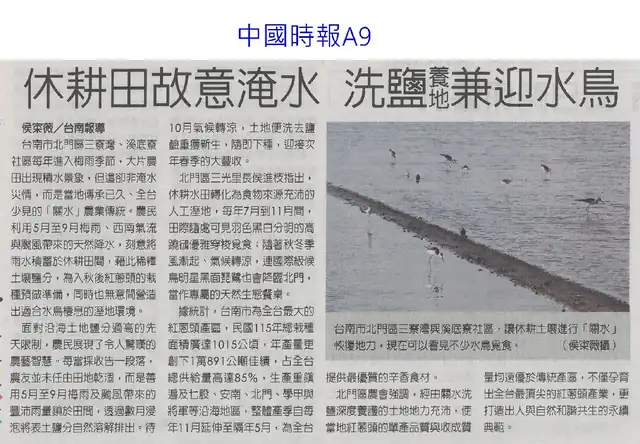 中國時報A9
休耕田故意淹水 洗鹽養地兼迎水鳥
侯柔薇／台南報導
台南市北門區三寮灣、溪底寮
社區每年進入梅雨季節，大片農
田出現積水景象，但這卻非淹水
災情，而是當地傳承已久、全台
少見的「關水」農業傳統。農民
利用5月至9月梅雨、西南氣流
與颱風帶來的天然降水，刻意將
雨水積蓄於休耕田間，藉此稀釋
土壤鹽分，為入秋後紅蔥頭的栽
種預做準備，同時也無意間營造
出適合水鳥棲息的溼地環境。
面對沿海土地鹽分過高的先
天限制，農民展現了令人驚嘆的
農藝智慧。每當採收告一段落，
農友並未任由田地乾涸，而是善
用5月至9月梅雨及颱風帶來的
豐沛雨量鎖於田間，透過數月浸
泡將表土鹽分自然溶解排出。待
10月氣候轉涼，土地便洗去鹽
鹼重獲新生，隨即下種，迎接次
年春季的大豐收。
北門區三光里長侯進枝指出，
休耕水田轉化為食物來源充沛的
人工溼地，每年7月到11月間，
田際隨處可見羽色黑白分明的高
蹺鴴優雅穿梭覓食；隨著秋冬季
風漸起、氣候轉涼，連國際級候
鳥明星黑面琵鷺也會降臨北門，
當作專屬的天然生態餐桌。
據統計，台南市為全台最大的
紅蔥頭產區，民國115年總栽種
面積廣達1015公頃，年產量更
創下1萬891公噸佳績，占全台
總供給量高達85%，生產重鎮
遍及七股、安南、北門、學甲與
將軍等沿海地區，整體產季自每
年11月延伸至隔年5月，為全台
台南市北門區三寮灣與溪底寮社區，讓休耕土壤進行「關水」
恢復地力，現在可以看見不少水鳥覓食。（侯柔薇攝）
提供最優質的辛香食材。
北門區農會強調，經由關水洗
鹽深度養護的土地地力充沛，使
當地紅蔥頭的單產品質與收成質
量均遠優於傳統產區，不僅孕育
出全台最頂尖的紅蔥頭產業，更
打造出人與自然和諧共生的永續
典範。